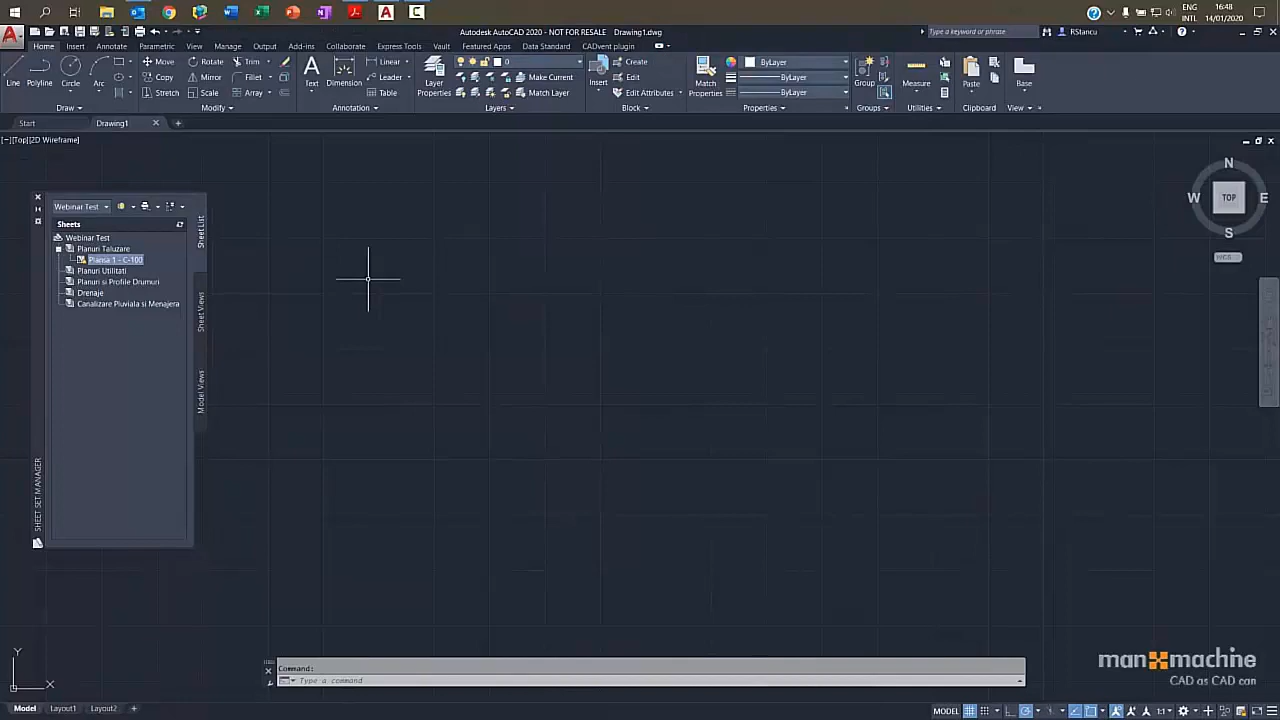 ENG
INTL
16:48
14/01/2020
Autodesk AutoCAD 2020 - NOT FOR RESALE Drawing1.dwg
Type a keyword or phrase
RStancu
Home Insert Annotate Parametric View Manage Output Add-ins Collaborate Express Tools Vault Featured Apps Data Standard CADvent plugin
Line Polyline Circle Arc
Move Rotate Trim
Copy Mirror Fillet
Stretch Scale Array
Text Dimension
Linear
Leader
Table
Layer Properties
0
Make Current
Match Layer
Insert
Create
Edit
Edit Attributes
Match Properties
ByLayer
ByLayer
ByLayer
Group
Measure
Paste
Base
Draw Modify Annotation Layers Block Properties Groups Utilities Clipboard View
Start Drawing1
[−][Top][2D Wireframe]
N
W TOP E
S
WCS
Webinar Test
Sheets
Webinar Test
Planuri Taluzare
Plansa 1 - C-100
Planuri Utilitati
Planuri si Profile Drumuri
Drenaje
Canalizare Pluviala si Menajera
Sheet List
Sheet Views
Model Views
SHEET SET MANAGER
Command:
Type a command
Y
X
man machine
CAD as CAD can
Model Layout1 Layout2
MODEL
1:1